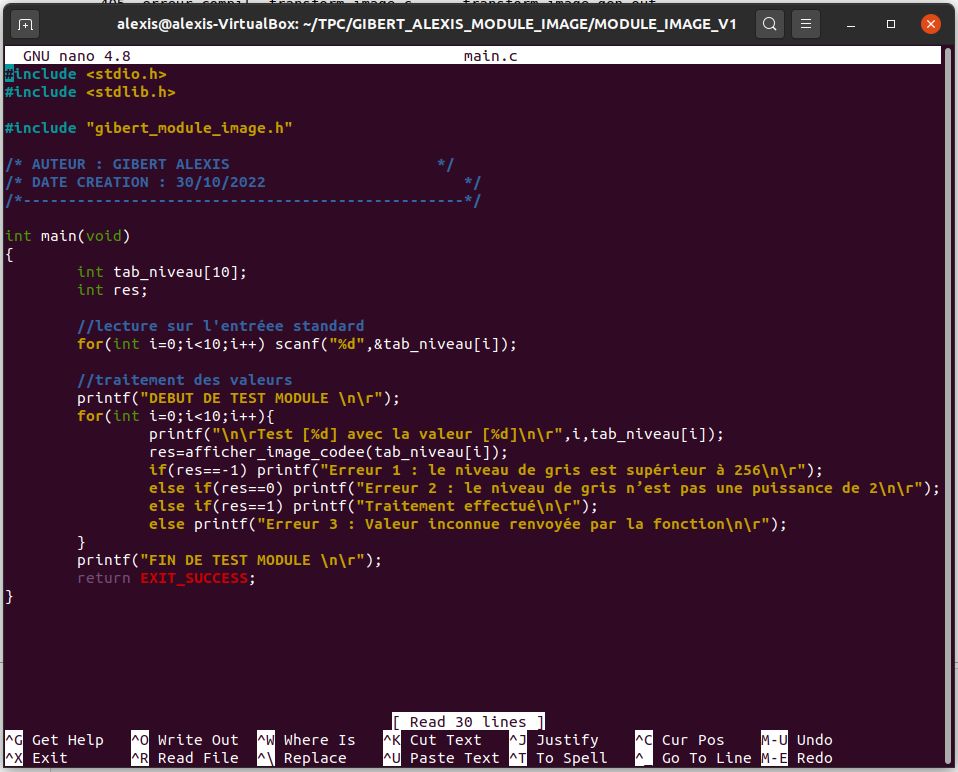 alexis@alexis-VirtualBox: ~/TPC/GIBERT_ALEXIS_MODULE_IMAGE/MODULE_IMAGE_V1
GNU nano 4.8 main.c
#include <stdio.h>
#include <stdlib.h>
#include "gibert_module_image.h"
/* AUTEUR : GIBERT ALEXIS */
/* DATE CREATION : 30/10/2022 */
/*-------------------------------------------------*/
int main(void)
{
int tab_niveau[10];
int res;
//lecture sur l'entréee standard
for(int i=0;i<10;i++) scanf("%d",&tab_niveau[i]);
//traitement des valeurs
printf("DEBUT DE TEST MODULE \n\r");
for(int i=0;i<10;i++){
printf("\n\rTest [%d] avec la valeur [%d]\n\r",i,tab_niveau[i]);
res=afficher_image_codee(tab_niveau[i]);
if(res==-1) printf("Erreur 1 : le niveau de gris est supérieur à 256\n\r");
else if(res==0) printf("Erreur 2 : le niveau de gris n’est pas une puissance de 2\n\r");
else if(res==1) printf("Traitement effectué\n\r");
else printf("Erreur 3 : Valeur inconnue renvoyée par la fonction\n\r");
}
printf("FIN DE TEST MODULE \n\r");
return EXIT_SUCCESS;
}
[ Read 30 lines ]
^G Get Help ^O Write Out ^W Where Is ^K Cut Text ^J Justify ^C Cur Pos M-U Undo
^X Exit ^R Read File ^\ Replace ^U Paste Text ^T To Spell ^_ Go To Line M-E Redo